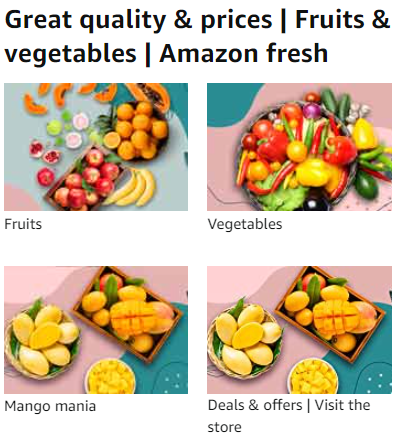 Great quality & prices | Fruits &
vegetables | Amazon fresh
Fruits
Vegetables
Mango mania
Deals & offers | Visit the
store